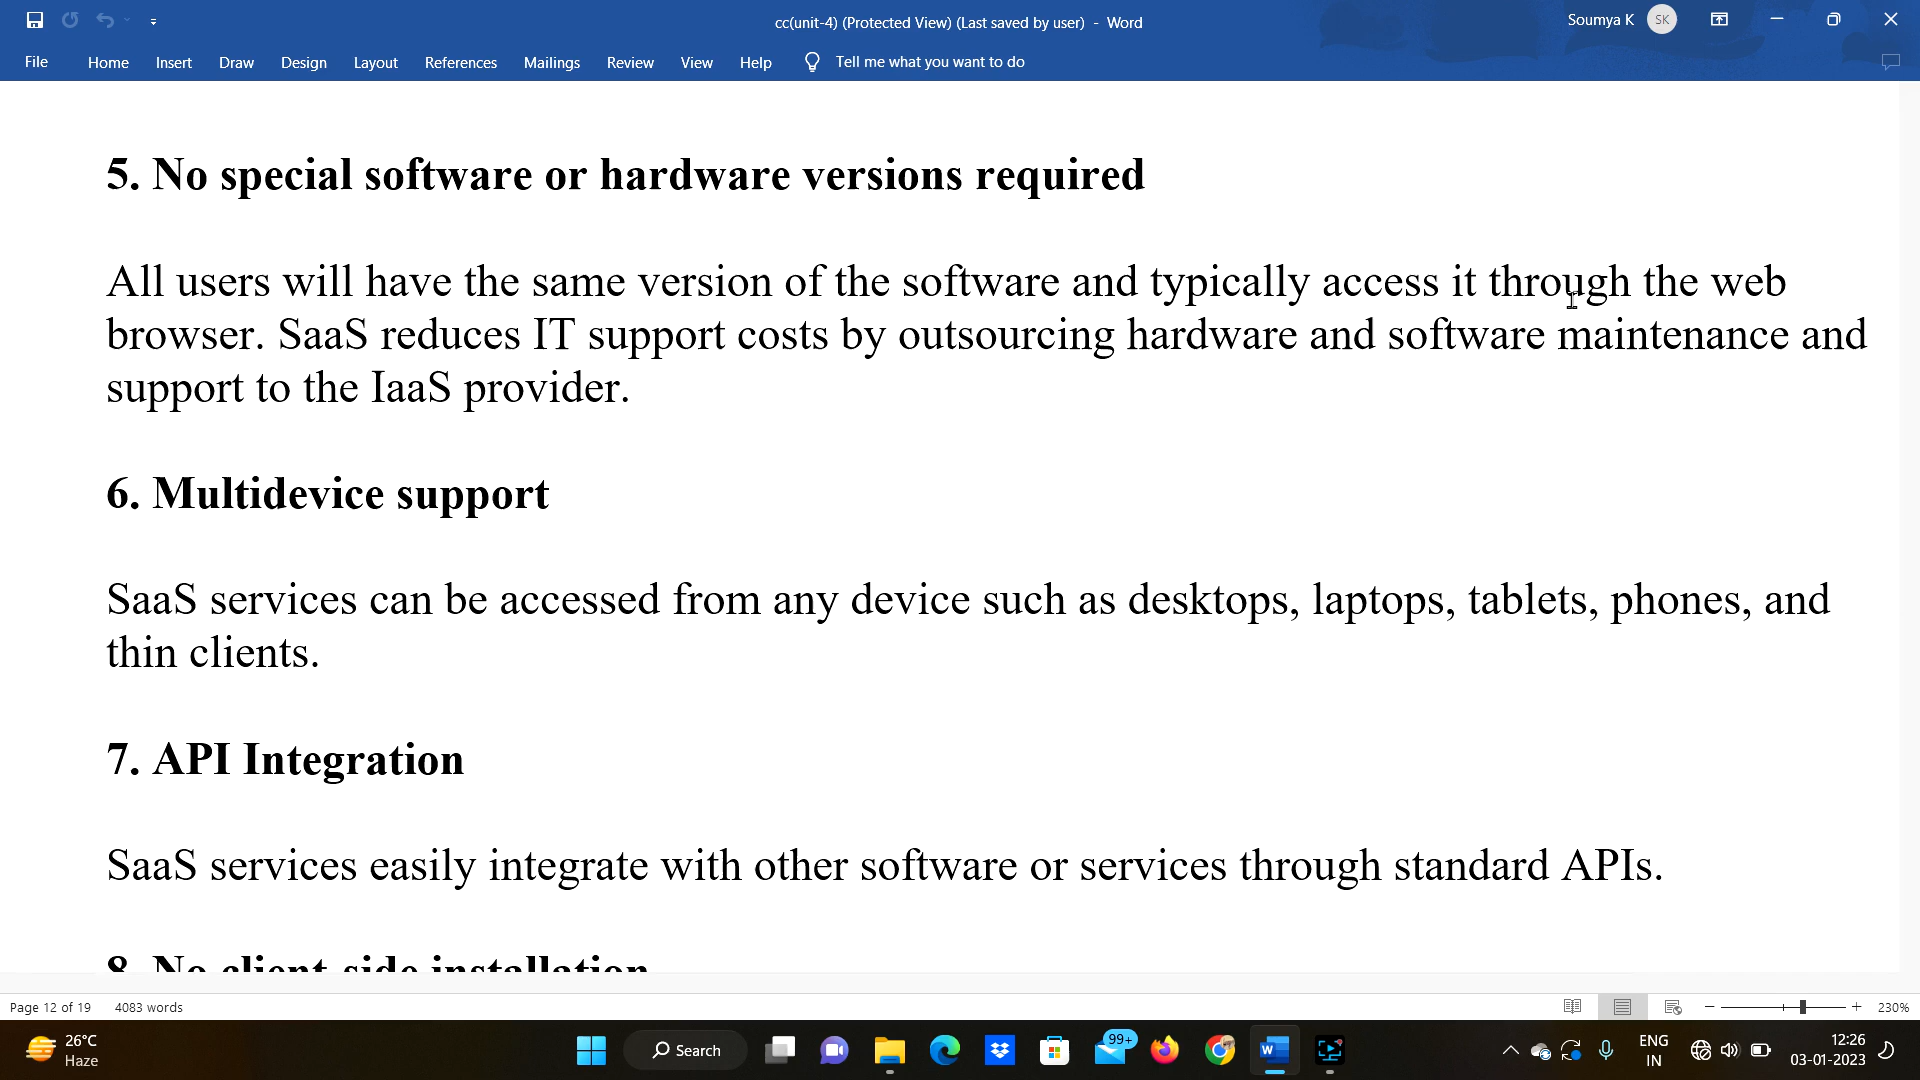 cc(unit-4) (Protected View) (Last saved by user) - Word
Soumya K
SK
File
Home
Insert
Draw
Design
Layout
References
Mailings
Review
View
Help
Tell me what you want to do
5. No special software or hardware versions required
All users will have the same version of the software and typically access it through the web
browser. SaaS reduces IT support costs by outsourcing hardware and software maintenance and
support to the IaaS provider.
6. Multidevice support
SaaS services can be accessed from any device such as desktops, laptops, tablets, phones, and
thin clients.
7. API Integration
SaaS services easily integrate with other software or services through standard APIs.
8. No client-side installation
Page 12 of 19
4083 words
230%
26°C
Haze
Search
99+
ENG
IN
12:26
03-01-2023